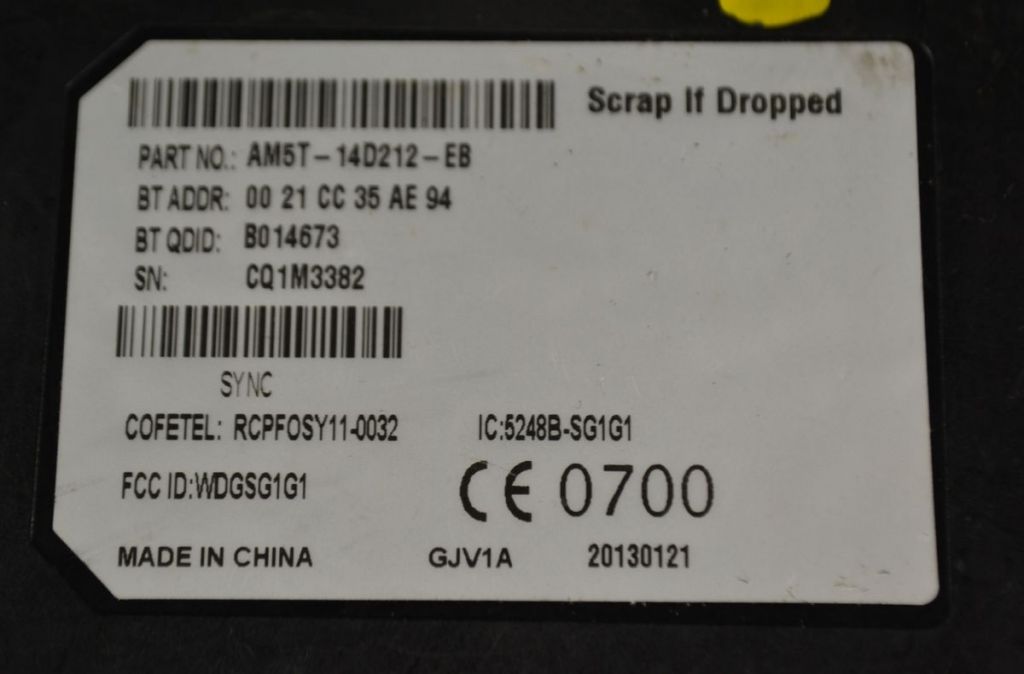 Scrap If Dropped
PART NO.: AM5T-14D212-EB
BT ADDR: 00 21 CC 35 AE 94
BT QDID: B014673
SN: CQ1M3382
SYNC
COFETEL: RCPFOSY11-0032 IC:5248B-SG1G1
FCC ID:WDGSG1G1
CE 0700
MADE IN CHINA GJV1A 20130121